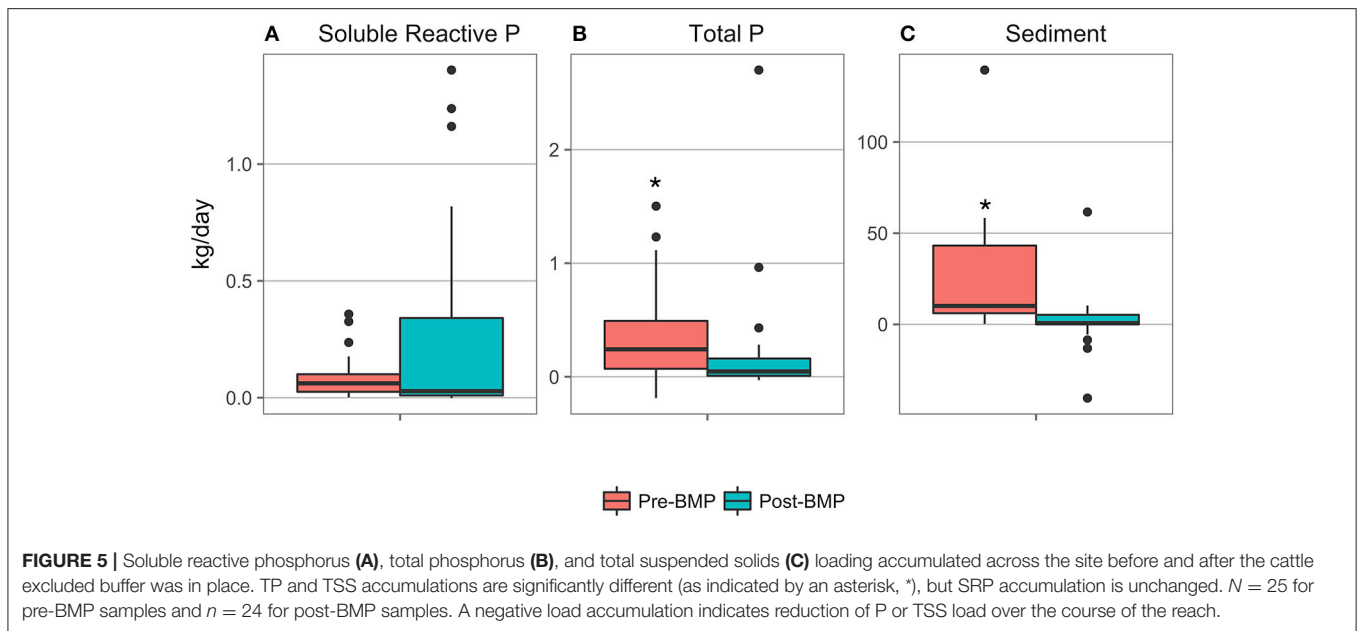 A Soluble Reactive P
B Total P
C Sediment
kg/day
1.0
0.5
0.0
2
1
0
*
100
50
0
*
Pre-BMP Post-BMP
FIGURE 5 | Soluble reactive phosphorus (A), total phosphorus (B), and total suspended solids (C) loading accumulated across the site before and after the cattle
excluded buffer was in place. TP and TSS accumulations are significantly different (as indicated by an asterisk, *), but SRP accumulation is unchanged. N = 25 for
pre-BMP samples and n = 24 for post-BMP samples. A negative load accumulation indicates reduction of P or TSS load over the course of the reach.